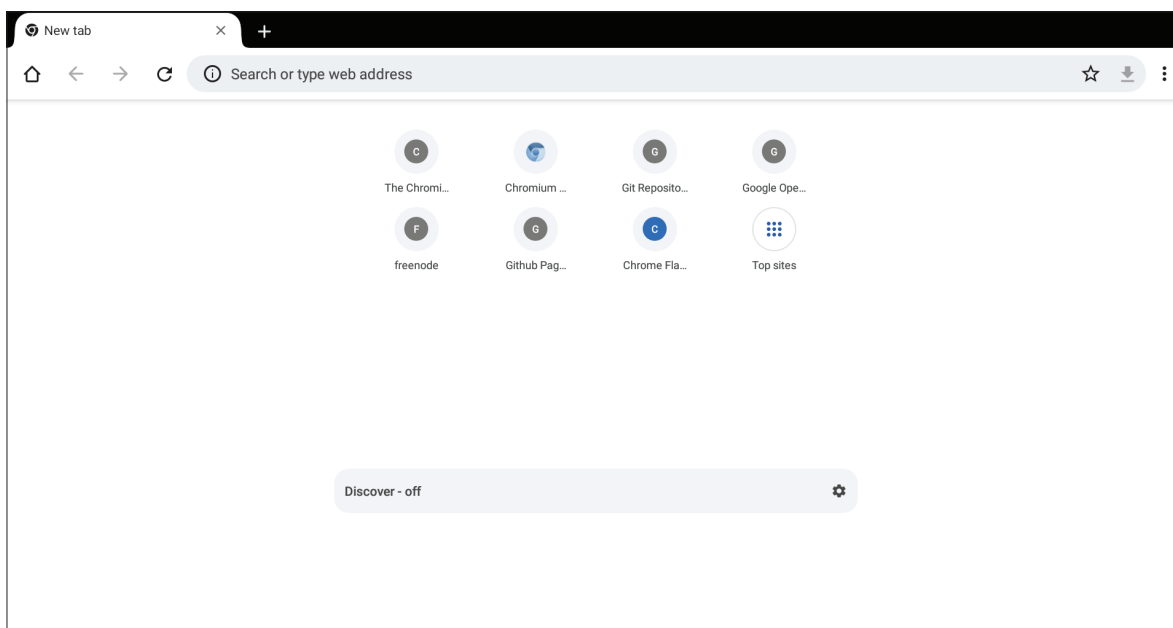 New tab
Search or type web address
C
G
G
The Chromi...
Chromium ...
Git Reposito...
Google Ope...
F
G
C
freenode
Github Pag...
Chrome Fla...
Top sites
Discover - off